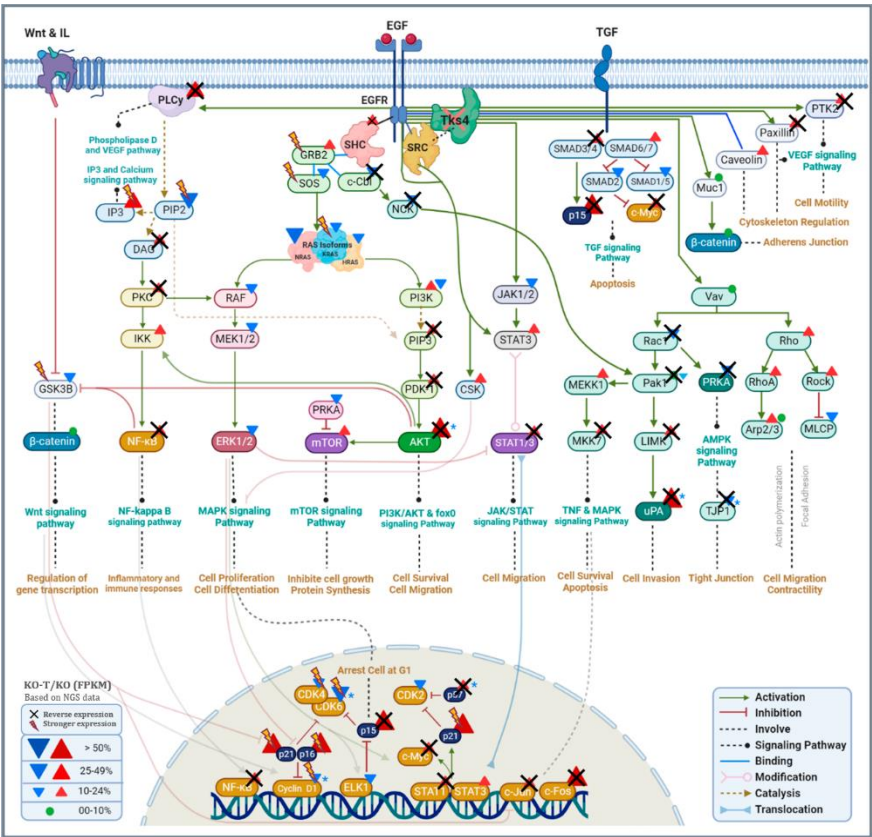 Wnt & IL
EGF
TGF
PLCγ
EGFR
Tks4
PTK2
SHC
SRC
Paxillin
Phospholipase D
and VEGF pathway
GRB2
SMAD3/4
SMAD6/7
Caveolin
VEGF signaling
Pathway
IP3 and Calcium
signaling pathway
SOS
c-Cbl
SMAD2
SMAD1/5
Muc1
Cell Motility
IP3
PIP2
NCK
p15
c-Myc
Cytoskeleton Regulation
DAG
RAS Isoforms
NRAS
KRAS
HRAS
TGF signaling
Pathway
β-catenin
Adherens Junction
Apoptosis
PKC
RAF
PI3K
JAK1/2
Vav
IKK
MEK1/2
PIP3
STAT3
Rac1
Rho
GSK3B
PDK1
CSK
MEKK1
Pak1
PRKA
RhoA
Rock
PRKA
β-catenin
NF-κB
ERK1/2
mTOR
AKT
*
STAT1/3
MKK7
LIMK
Arp2/3
MLCP
AMPK
signaling
Pathway
Actin polymerization
Focal Adhesion
Wnt signaling
pathway
NF-kappa B
signaling pathway
MAPK signaling
Pathway
mTOR signaling
Pathway
PI3K/AKT & fox0
signaling Pathway
JAK/STAT
signaling Pathway
TNF & MAPK
signaling Pathway
uPA
*
TJP1
*
Regulation of
gene transcription
Inflammatory and
immune responses
Cell Proliferation
Cell Differentiation
Inhibite cell growth
Protein Synthesis
Cell Survival
Cell Migration
Cell Migration
Cell Survival
Apoptosis
Cell Invasion
Tight Junction
Cell Migration
Contractility
Arrest Cell at G1
CDK4
CDK6
*
CDK2
p27
*
p15
p21
p16
p21
c-Myc
NF-κB
Cyclin D1
*
ELK1
STAT1
STAT3
c-Jun
c-Fos
KO-T/KO (FPKM)
Based on NGS data
Reverse expression
Stronger expression
> 50%
25-49%
10-24%
00-10%
Activation
Inhibition
Involve
Signaling Pathway
Binding
Modification
Catalysis
Translocation